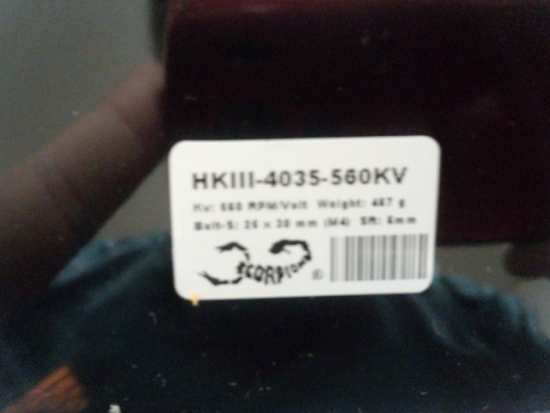 HKIII-4035-560KV
Kv: 560 RPM/Volt Weight: 467 g
Bolt-S: 25 x 30 mm (M4) Sft: 6mm
SCORPION ®